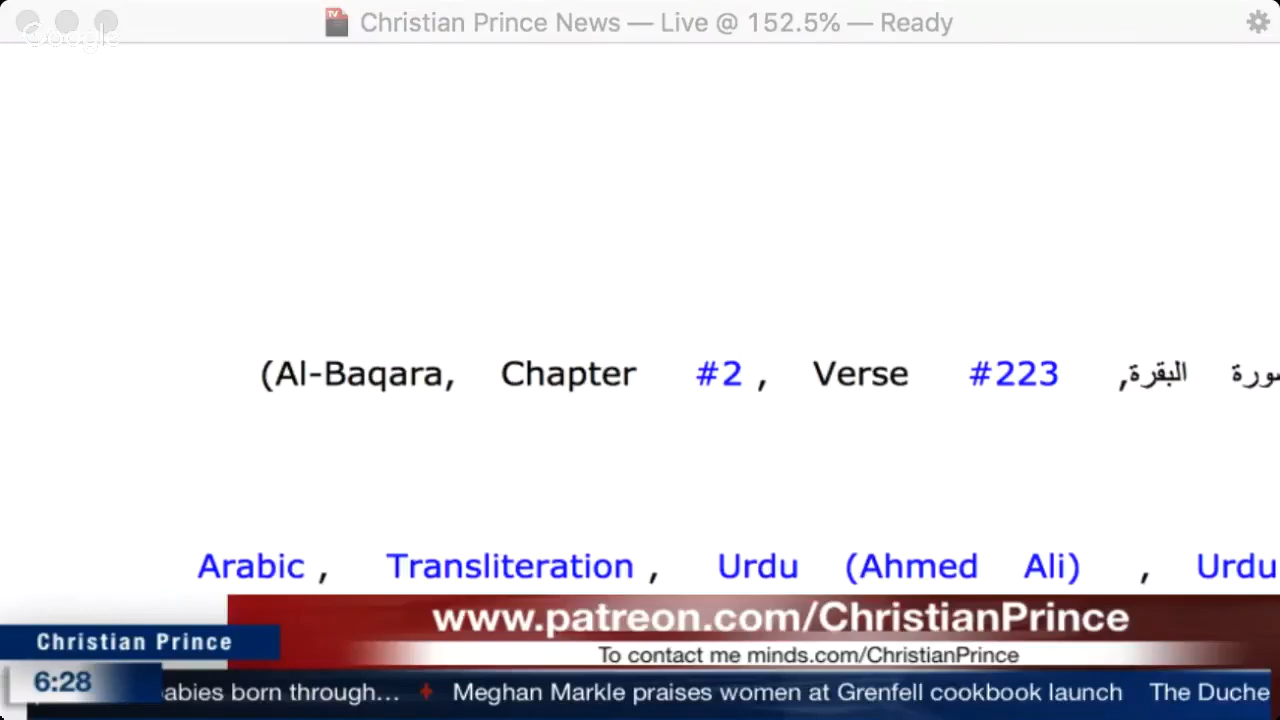 Google
Christian Prince News — Live @ 152.5% — Ready
(Al-Baqara, Chapter #2 , Verse #223 ,سورة البقرة
Arabic , Transliteration , Urdu (Ahmed Ali) , Urdu
www.patreon.com/ChristianPrince
Christian Prince
To contact me minds.com/ChristianPrince
6:28
abies born through... Meghan Markle praises women at Grenfell cookbook launch The Duche